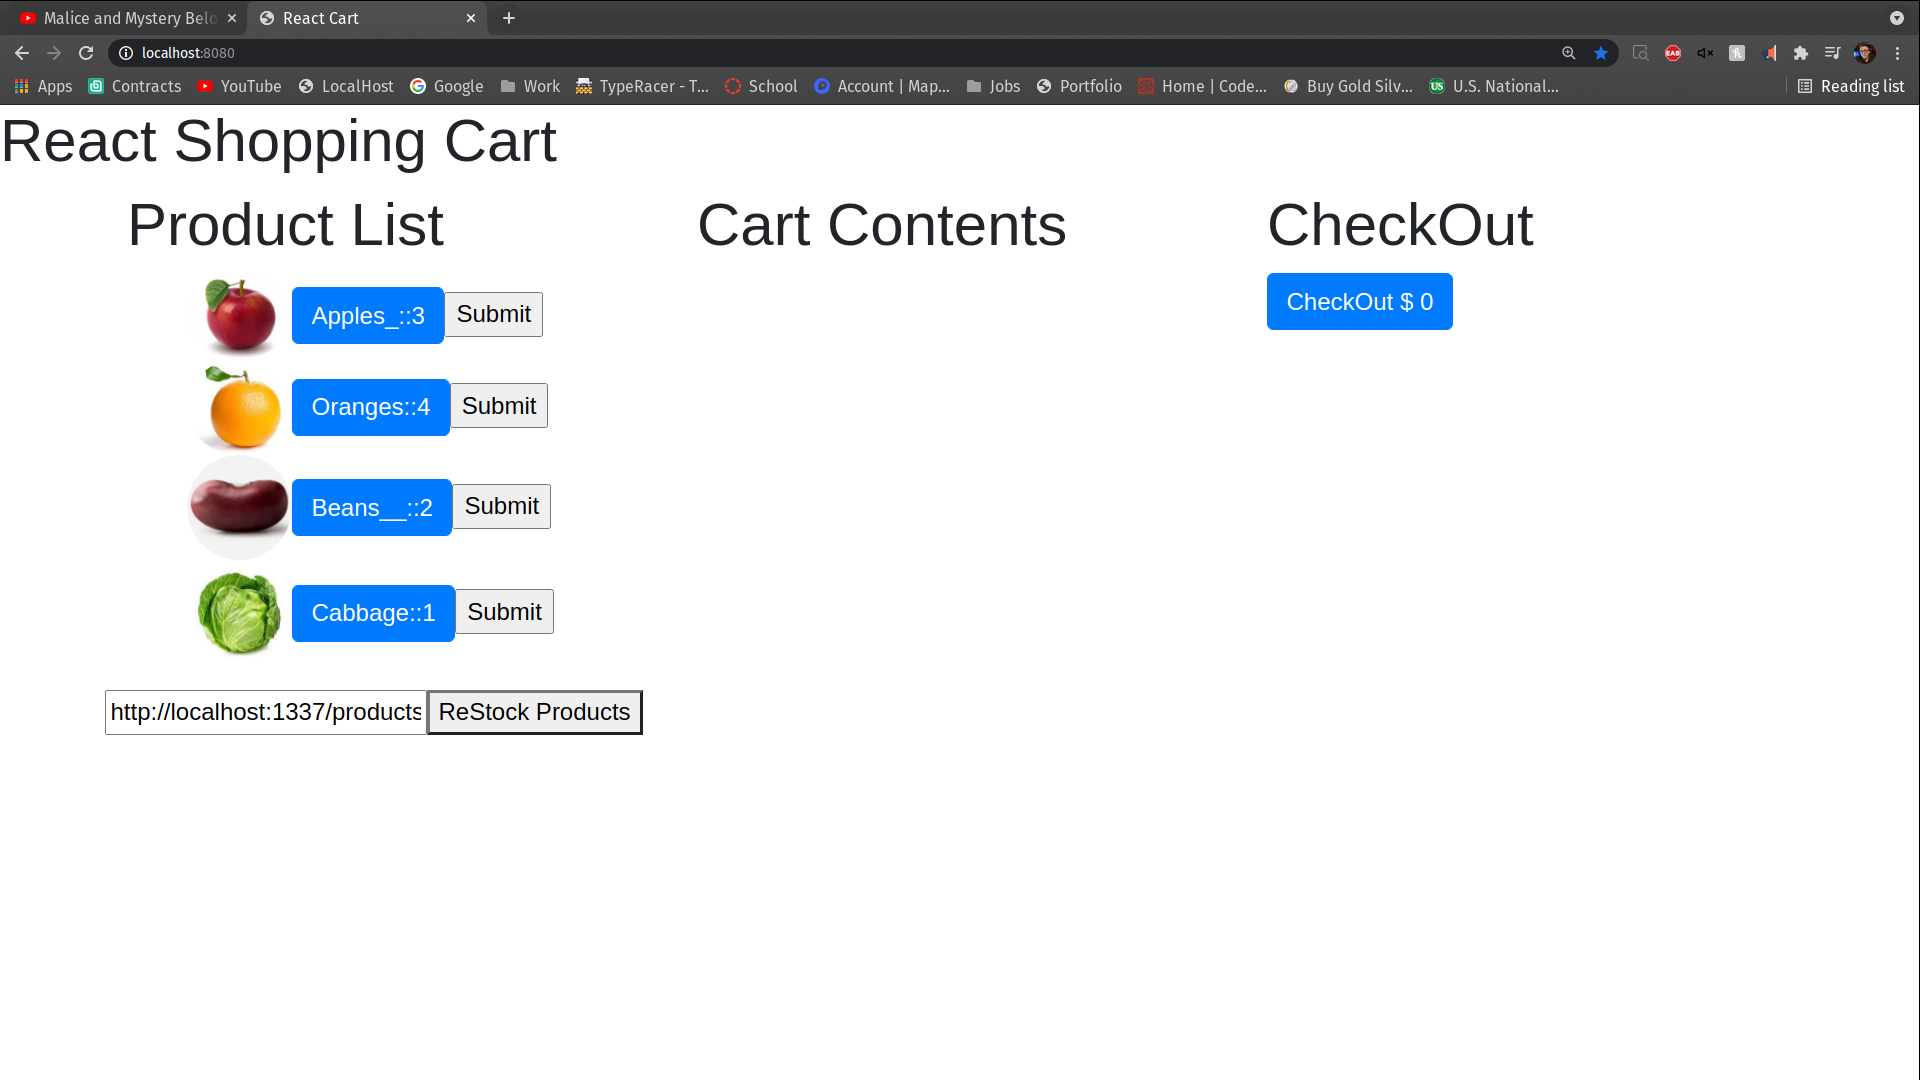 Malice and Mystery Belo
React Cart
localhost:8080
EAB
Apps
Contracts
YouTube
LocalHost
Google
Work
TypeRacer - T...
School
Account | Map...
Jobs
Portfolio
Home | Code...
Buy Gold Silv...
US
U.S. National...
Reading list
React Shopping Cart
Product List
Cart Contents
CheckOut
Apples_::3
Submit
CheckOut $ 0
Oranges::4
Submit
Beans__::2
Submit
Cabbage::1
Submit
http://localhost:1337/products
ReStock Products